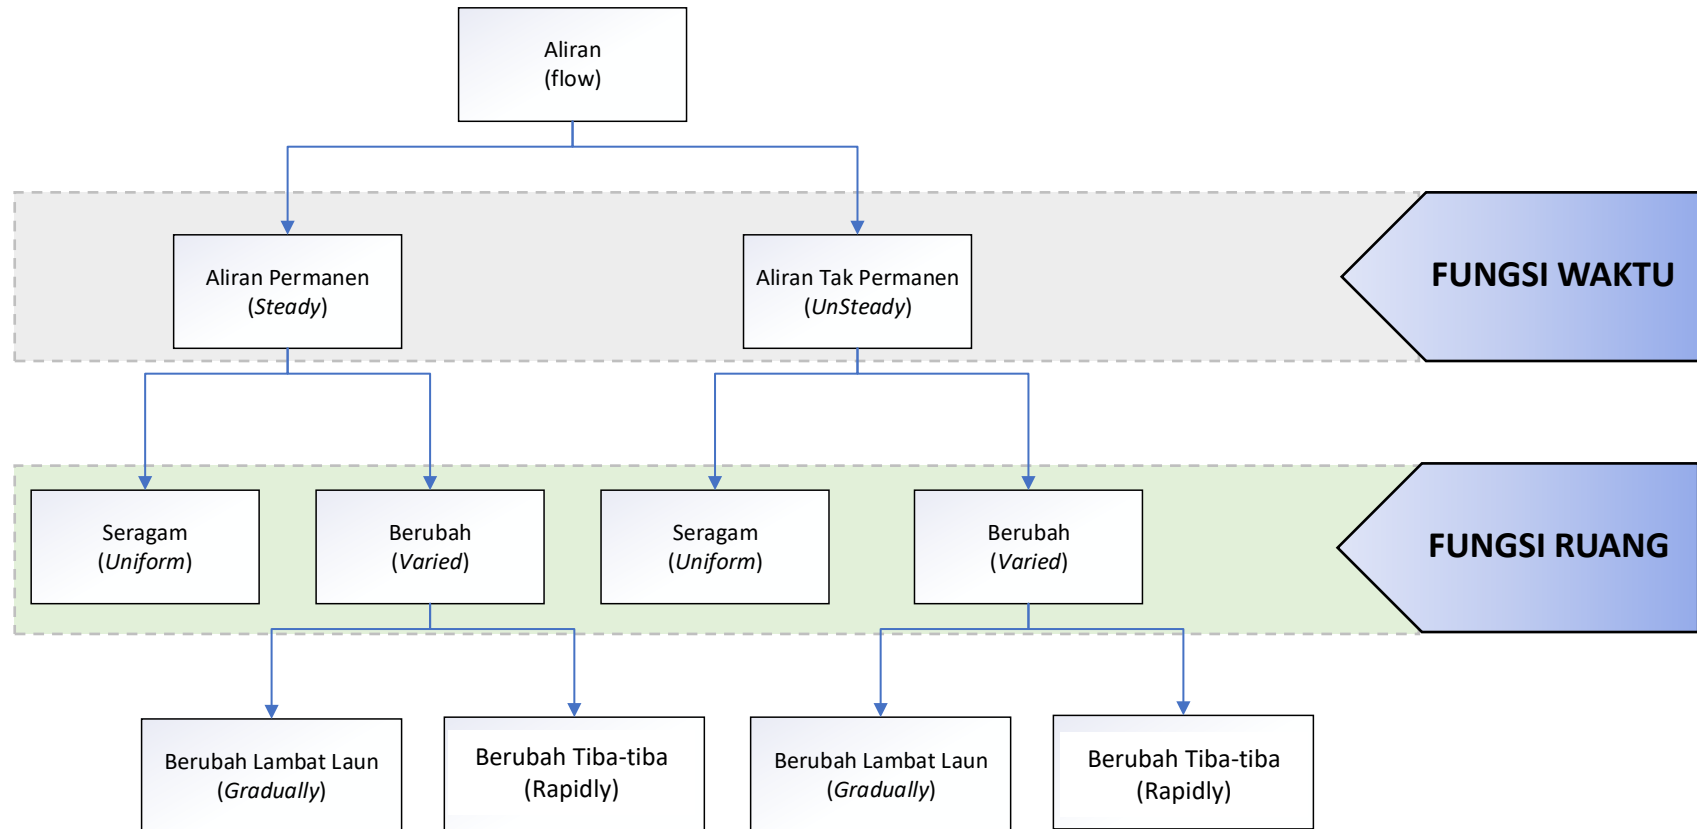 Aliran
(flow)
Aliran Permanen
(Steady)
Aliran Tak Permanen
(UnSteady)
FUNGSI WAKTU
Seragam
(Uniform)
Berubah
(Varied)
Seragam
(Uniform)
Berubah
(Varied)
FUNGSI RUANG
Berubah Lambat Laun
(Gradually)
Berubah Tiba-tiba
(Rapidly)
Berubah Lambat Laun
(Gradually)
Berubah Tiba-tiba
(Rapidly)